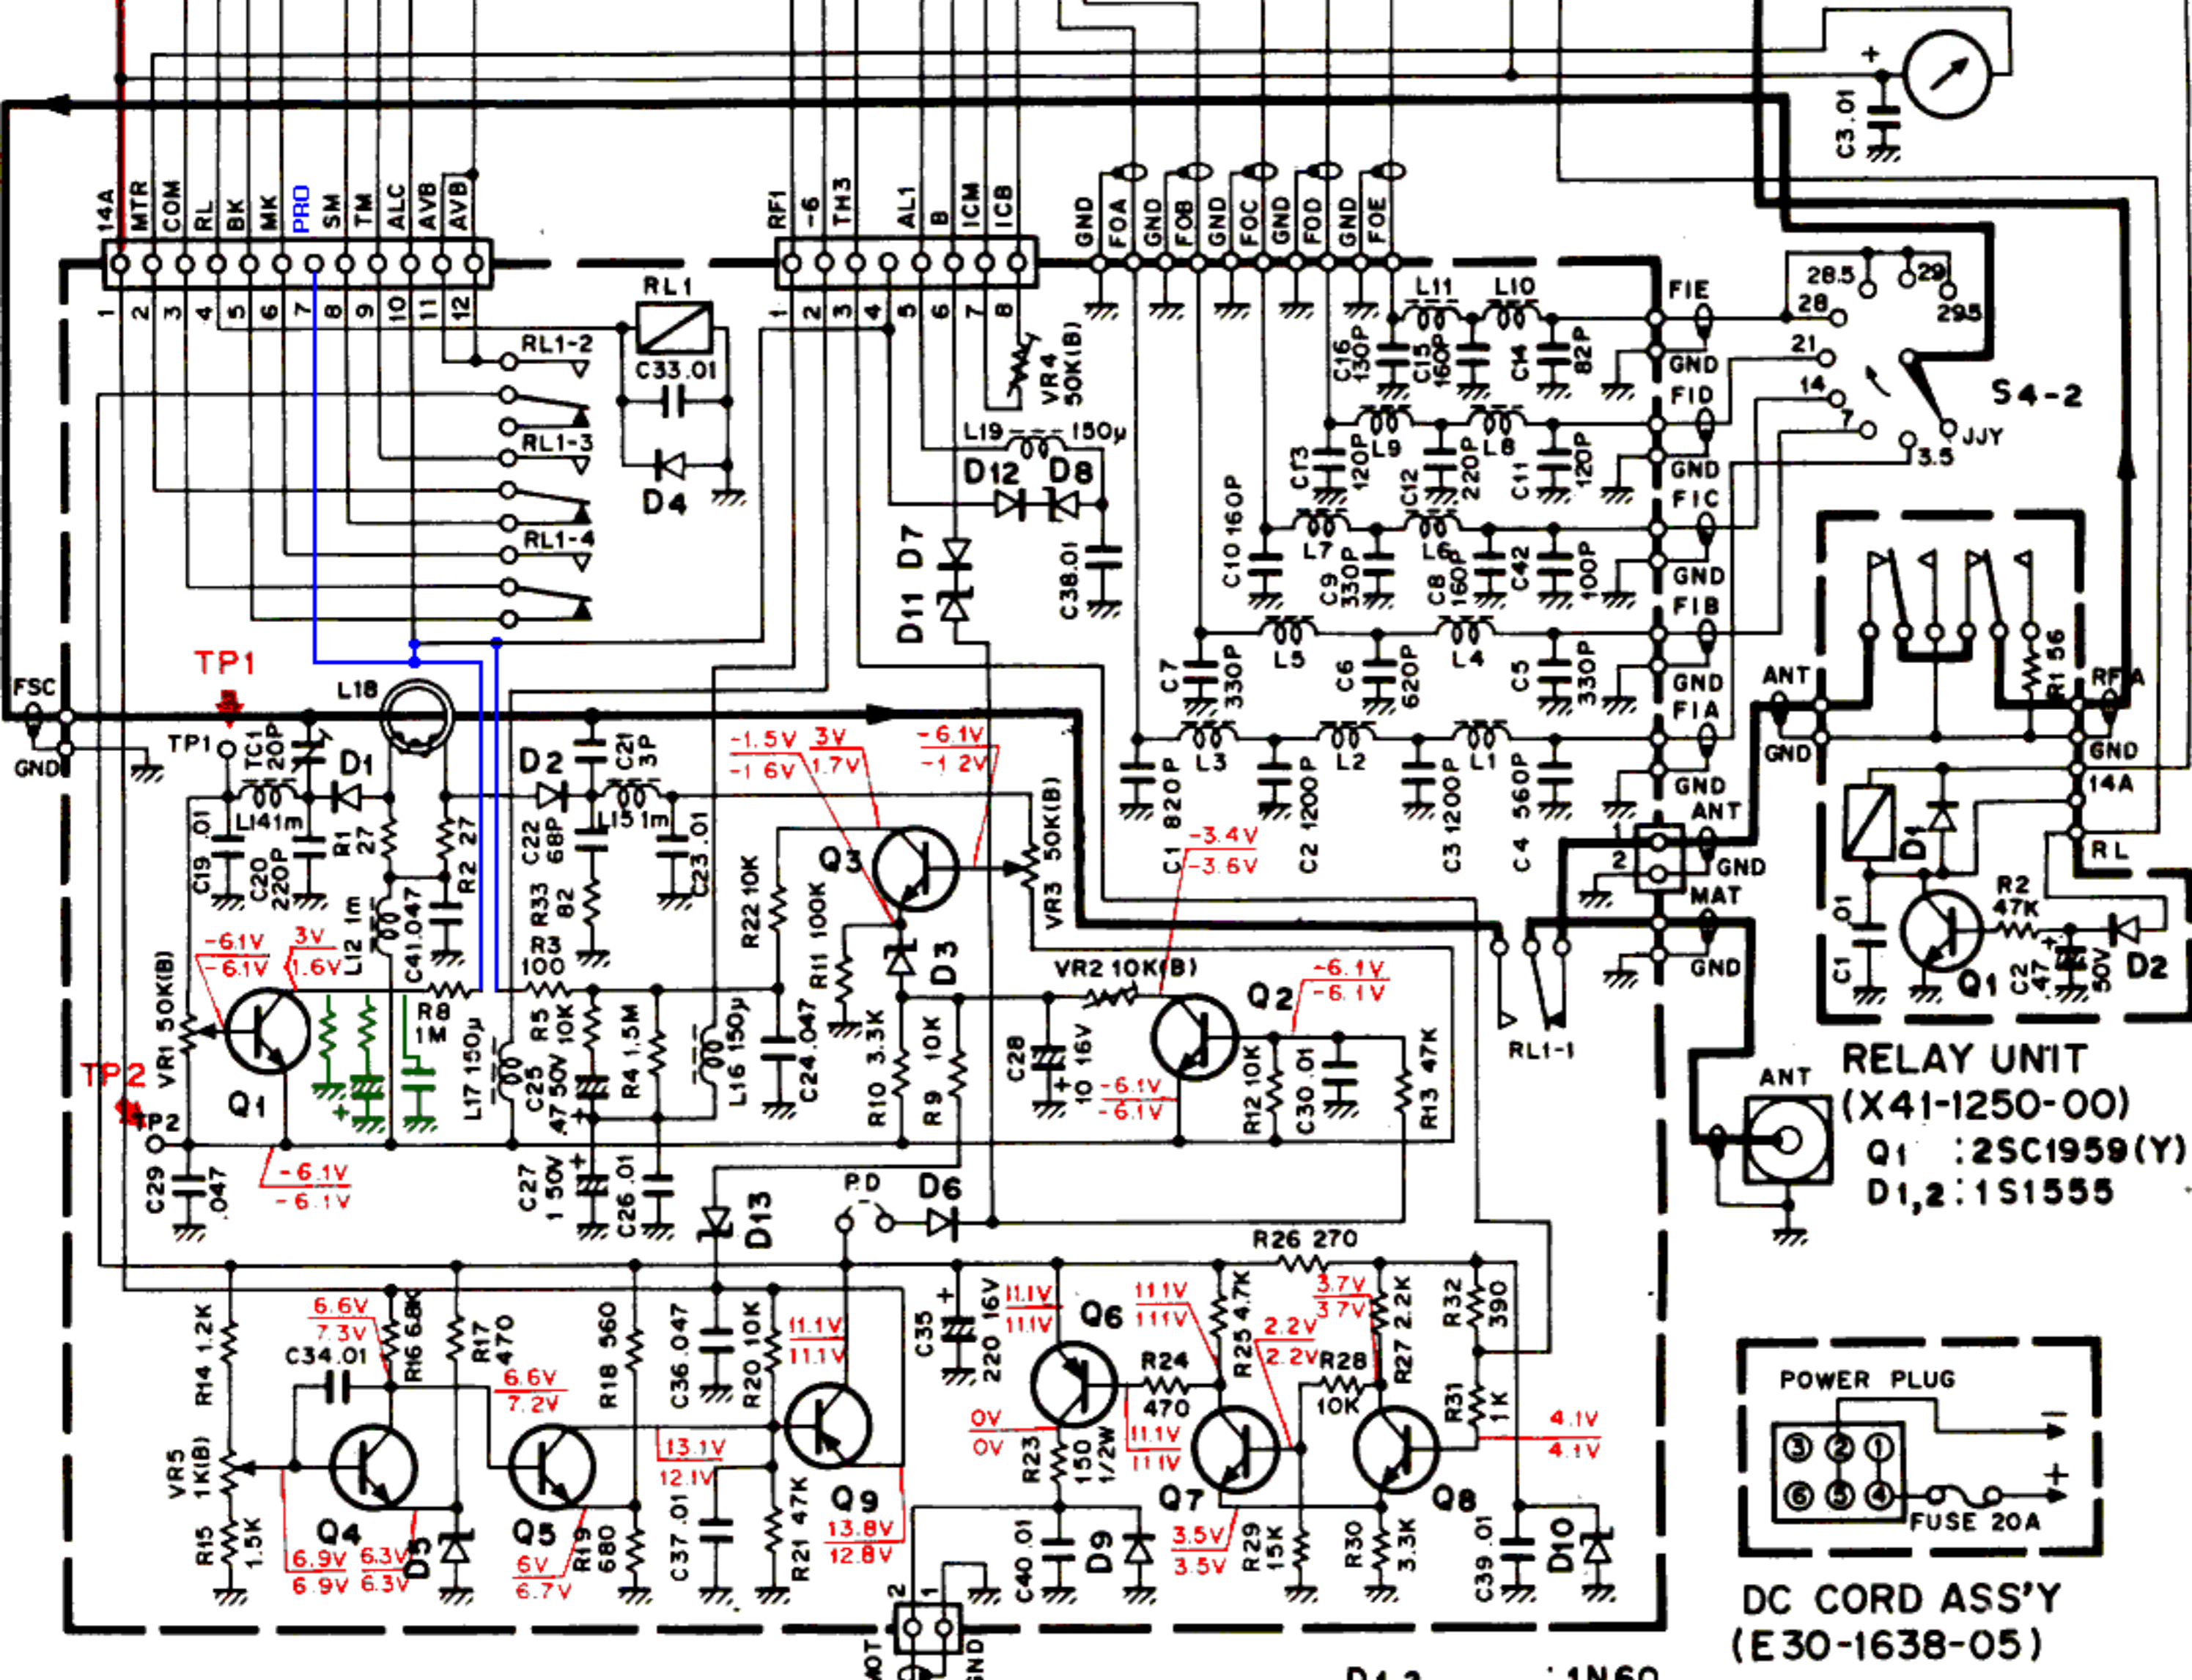 +
C3 .01
14A MTR COM RL BK MK PRO SM TM ALC AVB AVB
RF1 -6 TH3 AL1 B ICM ICB
GND FOA GND FOB GND FOC GND FOD GND FOE
1 2 3 4 5 6 7 8 9 10 11 12
1 2 3 4 5 6 7 8
RL1
C33 .01
D4
RL1-2
RL1-3
RL1-4
VR4 50K(B)
L19 150μ
D12 D8
D7
D11
C38 .01
L11 L10
C16 130P
C15 160P
C14 82P
FIE
GND
L9 L8
C13 120P
C12 220P
C11 120P
FID
GND
L7 L6
C10 160P
C9 330P
C8 160P
C42 100P
FIC
GND
L5 L4
C7 330P
C6 620P
C5 330P
FIB
GND
L3 L2 L1
C1 820P
C2 1200P
C3 1200P
C4 560P
FIA
GND
28.5 29 29.5
28
21
14
7
3.5
JJY
S4-2
ANT
GND
R1 56
RFA
GND
14A
RL
D1
R2 47K
C1 .01
Q1
C2 47 50V
+
D2
RELAY UNIT
(X41-1250-00)
Q1 :2SC1959(Y)
D1,2:1S1555
1 ANT
2 GND
MAT
GND
RL1-1
ANT
FSC
GND
TP1
TP1
L18
TC1 20P
D1
L14 1m
C19 .01
C20 220P
R1 27
R2 27
L12 1m
C41 .047
D2
C21 3P
L15 1m
C22 68P
R33 82
C23 .01
R3 100
-1.5V
-1.6V
3V
1.7V
-6.1V
-1.2V
Q3
VR3 50K(B)
R22 10K
R11 100K
D3
-3.4V
-3.6V
VR2 10K(B)
Q2
-6.1V
-6.1V
-6.1V
-6.1V
3V
1.6V
VR1 50K(B)
Q1
R8 1M
L17 150μ
R5 10K
C25 .47 50V
R4 1.5M
L16 150μ
C24 .047
R10 3.3K
R9 10K
C28 10 16V
+
-6.1V
-6.1V
R12 10K
C30 .01
R13 47K
TP2
TP2
C29 .047
-6.1V
-6.1V
C27 1 50V
+
C26 .01
D13
P.D
D6
R26 270
R14 1.2K
C34 .01
6.6V
7.3V
R16 6.8K
R17 470
6.6V
7.2V
R18 560
C36 .047
R20 10K
11.1V
11.1V
C35 220 16V
+
11.1V
11.1V
Q6
11.1V
11.1V
R25 4.7K
3.7V
3.7V
R27 2.2K
R32 390
2.2V
2.2V
R24 470
R28 10K
R31 1K
4.1V
4.1V
VR5 1K(B)
R15 1.5K
Q4
6.9V
6.9V
6.3V
6.3V
D5
Q5
6V
6.7V
R19 680
13.1V
12.1V
C37 .01
R21 47K
Q9
13.8V
12.8V
0V
0V
R23 150 1/2W
11.1V
11.1V
Q7
3.5V
3.5V
Q8
C40 .01
D9
R29 15K
R30 3.3K
C39 .01
D10
2 1
POWER PLUG
3 2 1
6 5 4
-
+
FUSE 20A
DC CORD ASS'Y
(E30-1638-05)